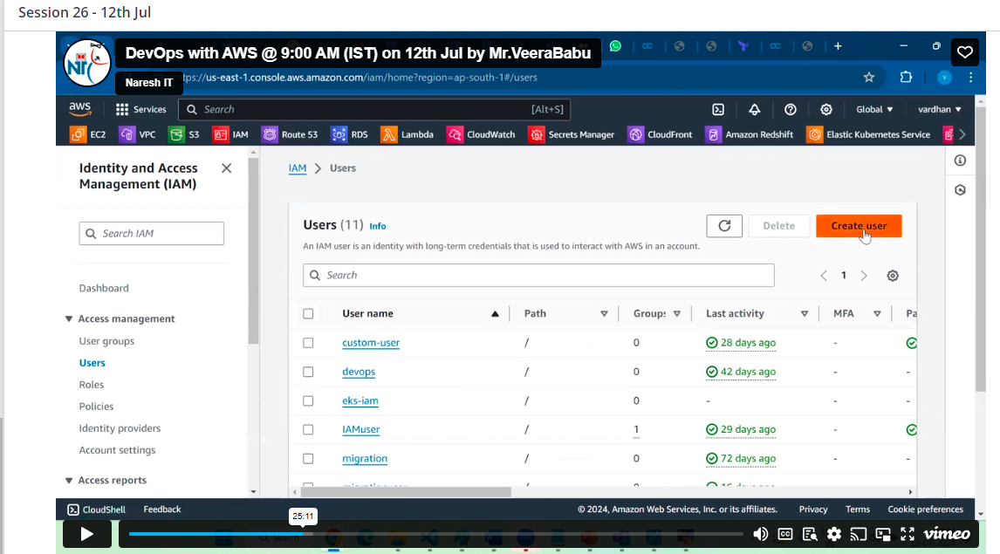 Session 26 - 12th Jul
DevOps with AWS @ 9:00 AM (IST) on 12th Jul by Mr.VeeraBabu
Naresh IT
NT
tps://us-east-1.console.aws.amazon.com/iam/home?region=ap-south-1#/users
V
aws
Services
Search
[Alt+S]
Global
vardhan
EC2
VPC
S3
IAM
Route 53
RDS
Lambda
CloudWatch
Secrets Manager
CloudFront
Amazon Redshift
Elastic Kubernetes Service
Identity and Access
Management (IAM)
Search IAM
Dashboard
Access management
User groups
Users
Roles
Policies
Identity providers
Account settings
Access reports
IAM > Users
Users (11) Info
Delete
Create user
An IAM user is an identity with long-term credentials that is used to interact with AWS in an account.
Search
1
User name Path Group: Last activity MFA Pa
custom-user / 0 28 days ago -
devops / 0 42 days ago - -
eks-iam / 0 - - -
IAMuser / 1 29 days ago -
migration / 0 72 days ago - -
CloudShell Feedback © 2024, Amazon Web Services, Inc. or its affiliates. Privacy Terms Cookie preferences
25:11
Search
CC
vimeo